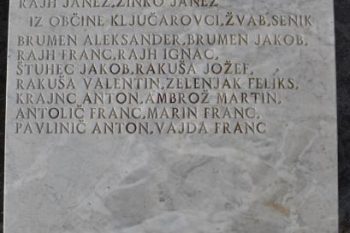 RAJH JANEZ,ZINKO JANEZ
IZ OBČINE KLJUČAROVCI,ŽVAB,SENIK
BRUMEN ALEKSANDER,BRUMEN JAKOB,
RAJH FRANC,RAJH IGNAC,
ŠTUHEC JAKOB,RAKUŠA JOŽEF,
RAKUŠA VALENTIN,ZELENJAK FELIKS,
KRAJNC ANTON,AMBROŽ MARTIN,
ANTOLIČ FRANC,MARIN FRANC,
PAVLINIČ ANTON,VAJDA FRANC